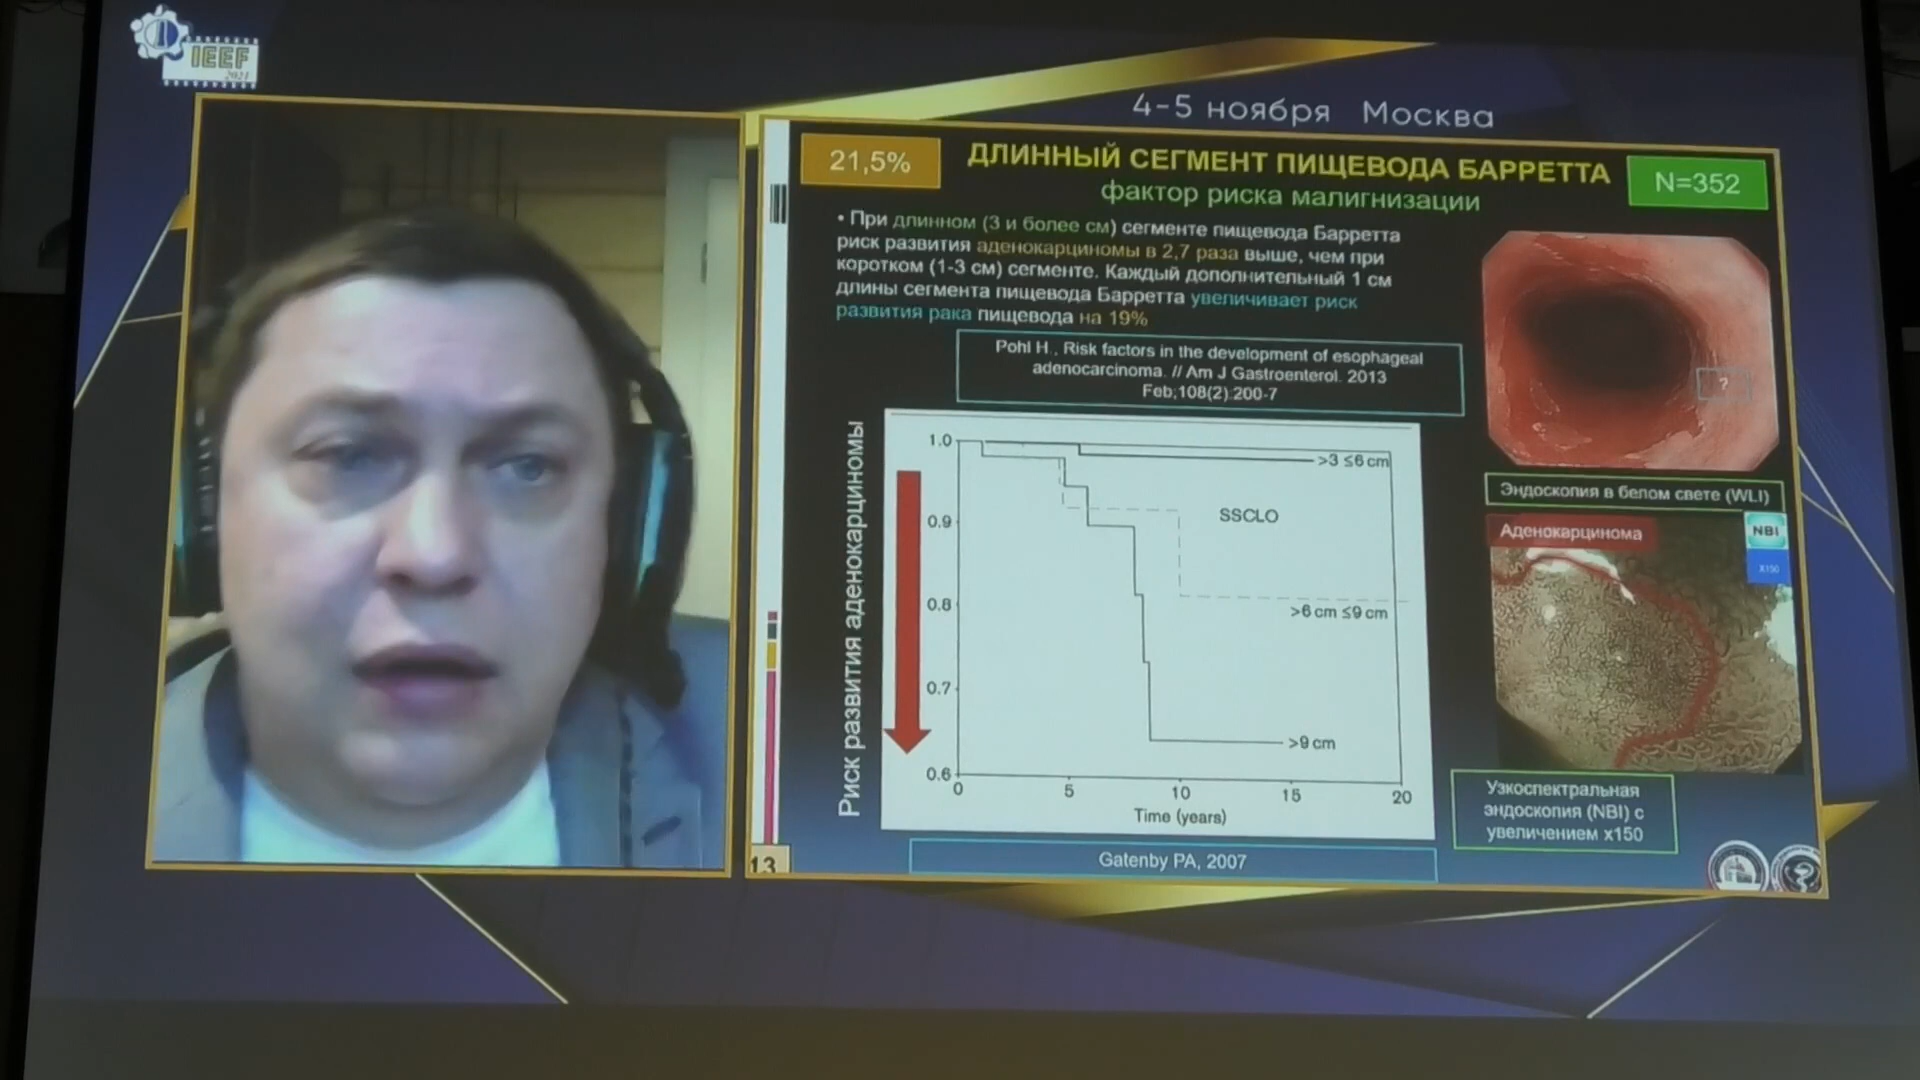 IEEF
2021
4-5 ноября Москва
21,5%
ДЛИННЫЙ СЕГМЕНТ ПИЩЕВОДА БАРРЕТТА
фактор риска малигнизации
N=352
• При длинном (3 и более см) сегменте пищевода Барретта
риск развития аденокарциномы в 2,7 раза выше, чем при
коротком (1-3 см) сегменте. Каждый дополнительный 1 см
длины сегмента пищевода Барретта увеличивает риск
развития рака пищевода на 19%
Pohl H., Risk factors in the development of esophageal
adenocarcinoma. // Am J Gastroenterol. 2013
Feb;108(2):200-7
?
Эндоскопия в белом свете (WLI)
Аденокарцинома
NBI
X150
Узкоспектральная
эндоскопия (NBI) с
увеличением x150
Риск развития аденокарциномы
1.0
0.9
0.8
0.7
0.6
>3 ≤6 cm
SSCLO
>6 cm ≤9 cm
>9 cm
0 5 10 15 20
Time (years)
Gatenby PA, 2007
13